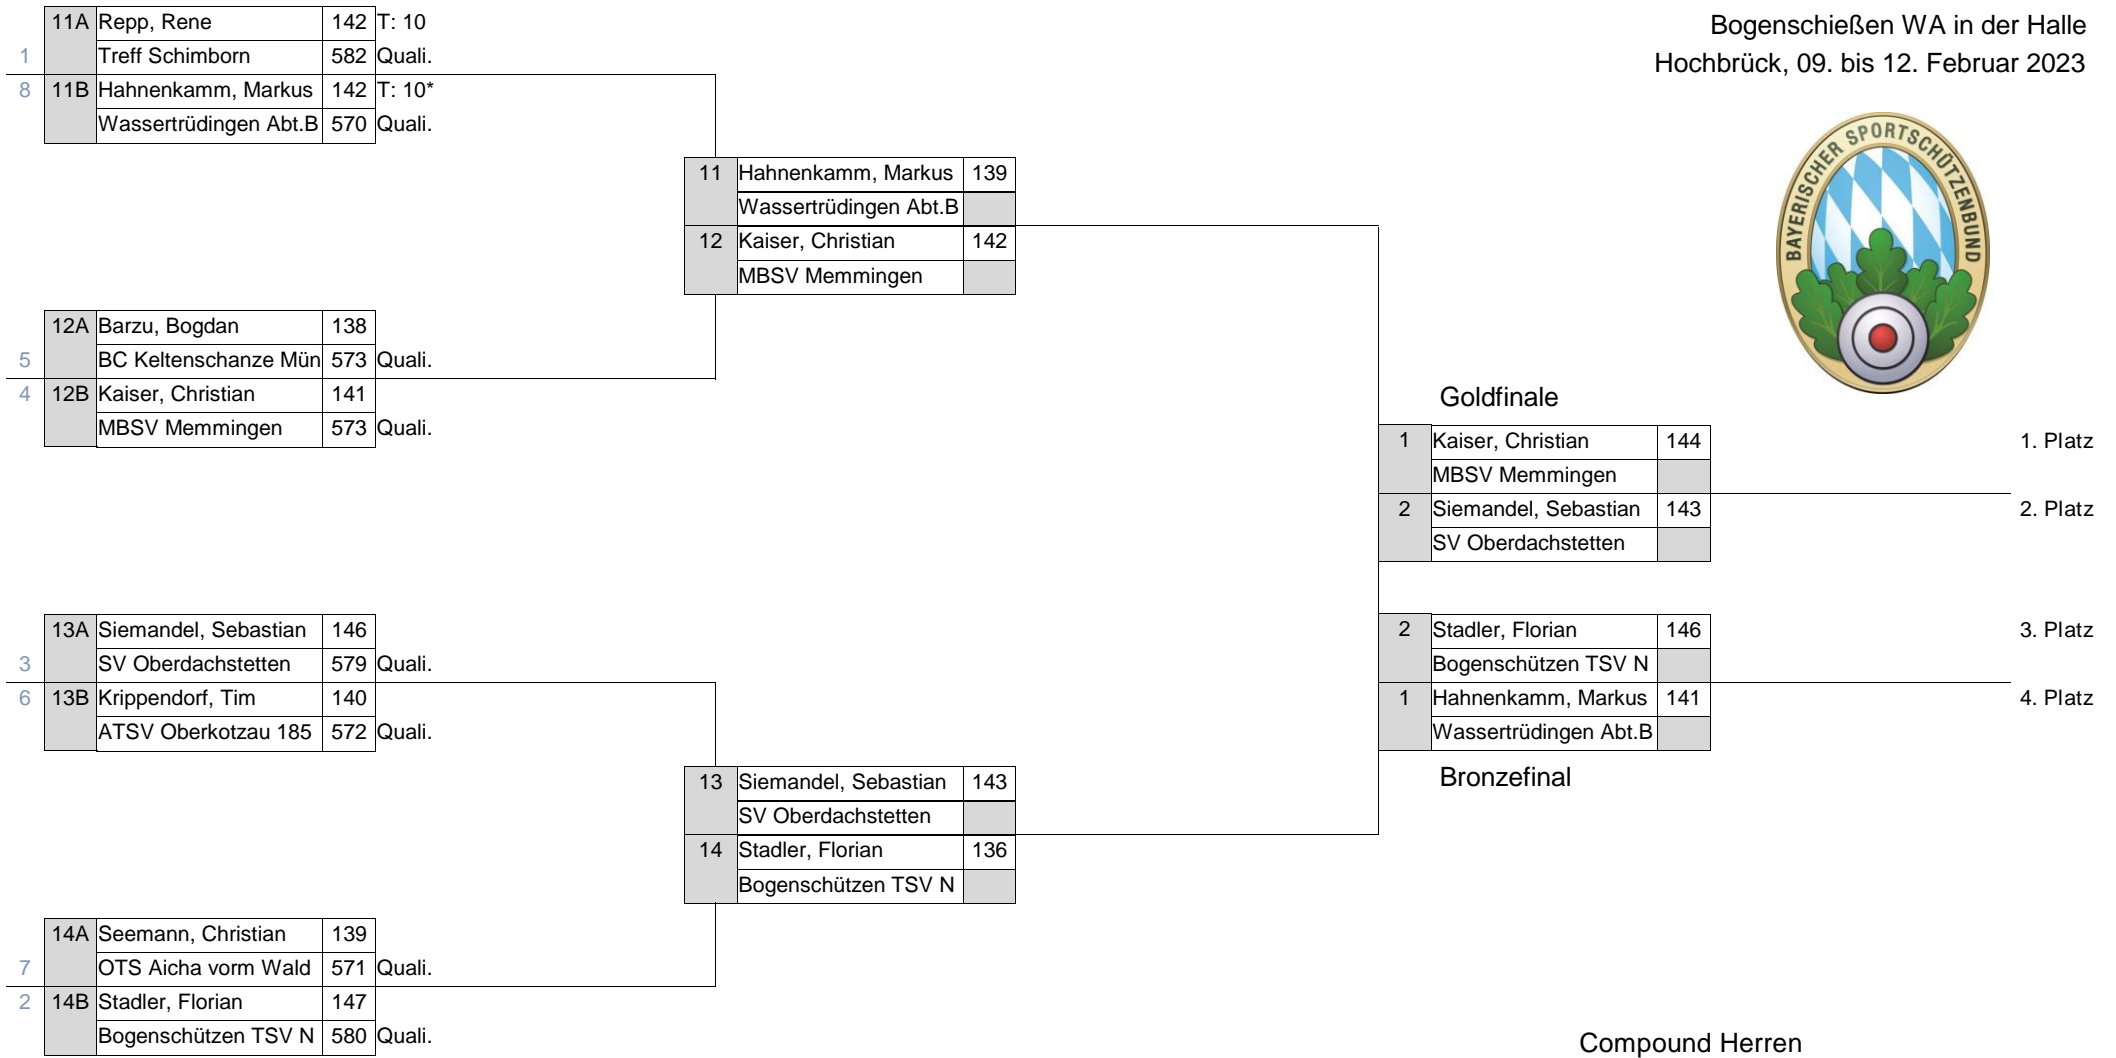 Bogenschießen WA in der Halle
Hochbrück, 09. bis 12. Februar 2023
BAYERISCHER SPORTSCHÜTZENBUND
11A Repp, Rene 142 T: 10
1 Treff Schimborn 582 Quali.
8 11B Hahnenkamm, Markus 142 T: 10*
Wassertrüdingen Abt.B 570 Quali.
11 Hahnenkamm, Markus 139
Wassertrüdingen Abt.B
12 Kaiser, Christian 142
MBSV Memmingen
12A Barzu, Bogdan 138
5 BC Keltenschanze Mün 573 Quali.
4 12B Kaiser, Christian 141
MBSV Memmingen 573 Quali.
Goldfinale
1 Kaiser, Christian 144 1. Platz
MBSV Memmingen
2 Siemandel, Sebastian 143 2. Platz
SV Oberdachstetten
13A Siemandel, Sebastian 146
3 SV Oberdachstetten 579 Quali.
6 13B Krippendorf, Tim 140
ATSV Oberkotzau 185 572 Quali.
2 Stadler, Florian 146 3. Platz
Bogenschützen TSV N
1 Hahnenkamm, Markus 141 4. Platz
Wassertrüdingen Abt.B
Bronzefinal
13 Siemandel, Sebastian 143
SV Oberdachstetten
14 Stadler, Florian 136
Bogenschützen TSV N
14A Seemann, Christian 139
7 OTS Aicha vorm Wald 571 Quali.
2 14B Stadler, Florian 147
Bogenschützen TSV N 580 Quali.
Compound Herren